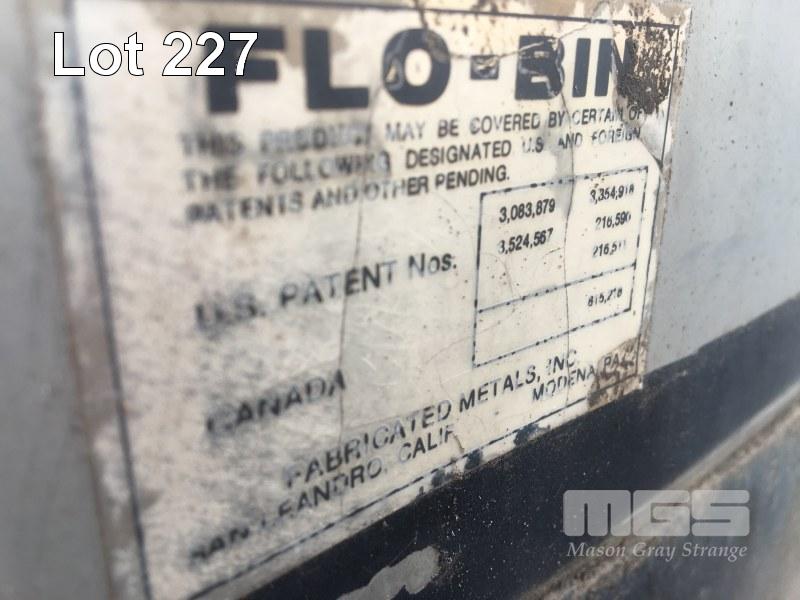 Lot 227
FLO-BIN
THIS PRODUCT MAY BE COVERED BY CERTAIN OF
THE FOLLOWING DESIGNATED U.S. AND FOREIGN
PATENTS AND OTHER PENDING.
U.S. PATENT Nos. 3,083,879 3,354,918
3,524,567 216,590
216,511
CANADA 815,218
FABRICATED METALS, INC.
SAN LEANDRO, CALIF. MODENA, PA.
MGS
Mason Gray Strange